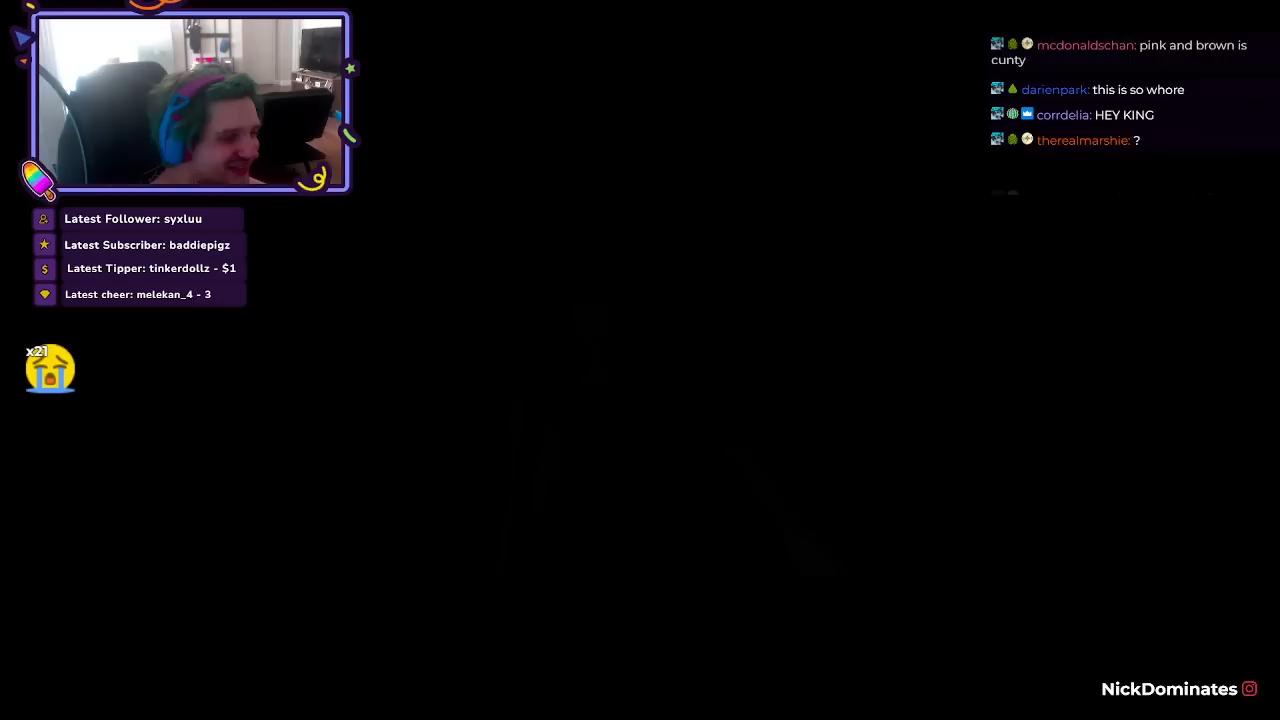 mcdonaldschan: pink and brown is
cunty
darienpark: this is so whore
corrdelia: HEY KING
therealmarshie: ?
Latest Follower: syxluu
Latest Subscriber: baddiepigz
Latest Tipper: tinkerdollz - $1
Latest cheer: melekan_4 - 3
x21
NickDominates